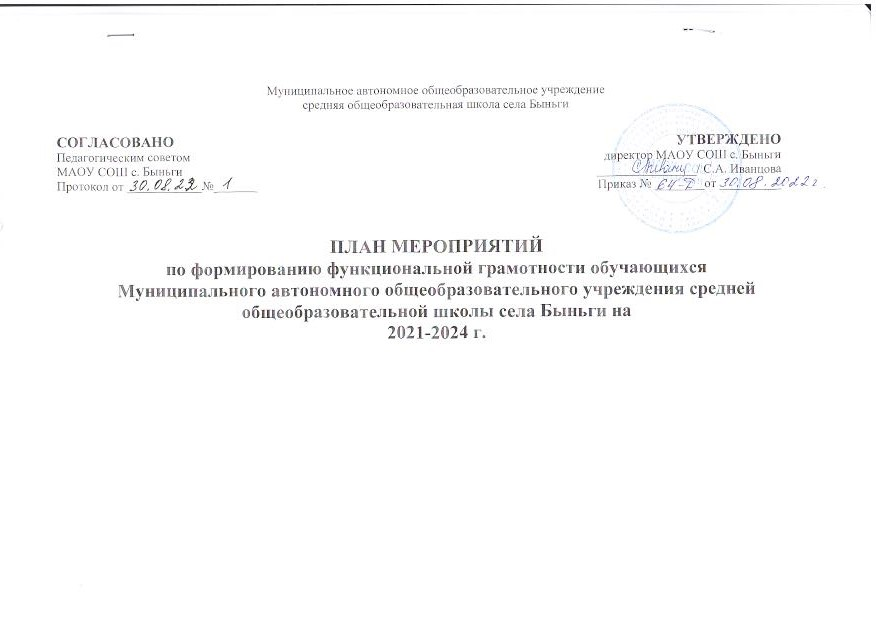 Муниципальное автономное общеобразовательное учреждение
средняя общеобразовательная школа села Быньги
СОГЛАСОВАНО
Педагогическим советом
МАОУ СОШ с. Быньги
Протокол от 30.08.22 № 1
УТВЕРЖДЕНО
директор МАОУ СОШ с. Быньги
/ С.А. Иванцова
Приказ № 64-Д от 30.08.2022 г.
ПЛАН МЕРОПРИЯТИЙ
по формированию функциональной грамотности обучающихся
Муниципального автономного общеобразовательного учреждения средней
общеобразовательной школы села Быньги на
2021-2024 г.